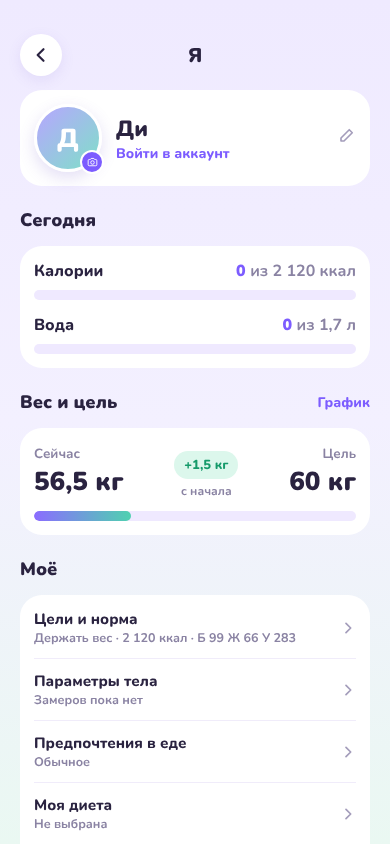 Я
Д
Ди
Войти в аккаунт
Сегодня
Калории
0 из 2 120 ккал
Вода
0 из 1,7 л
Вес и цель
График
Сейчас
56,5 кг
+1,5 кг
с начала
Цель
60 кг
Моё
Цели и норма
Держать вес · 2 120 ккал · Б 99 Ж 66 У 283
Параметры тела
Замеров пока нет
Предпочтения в еде
Обычное
Моя диета
Не выбрана